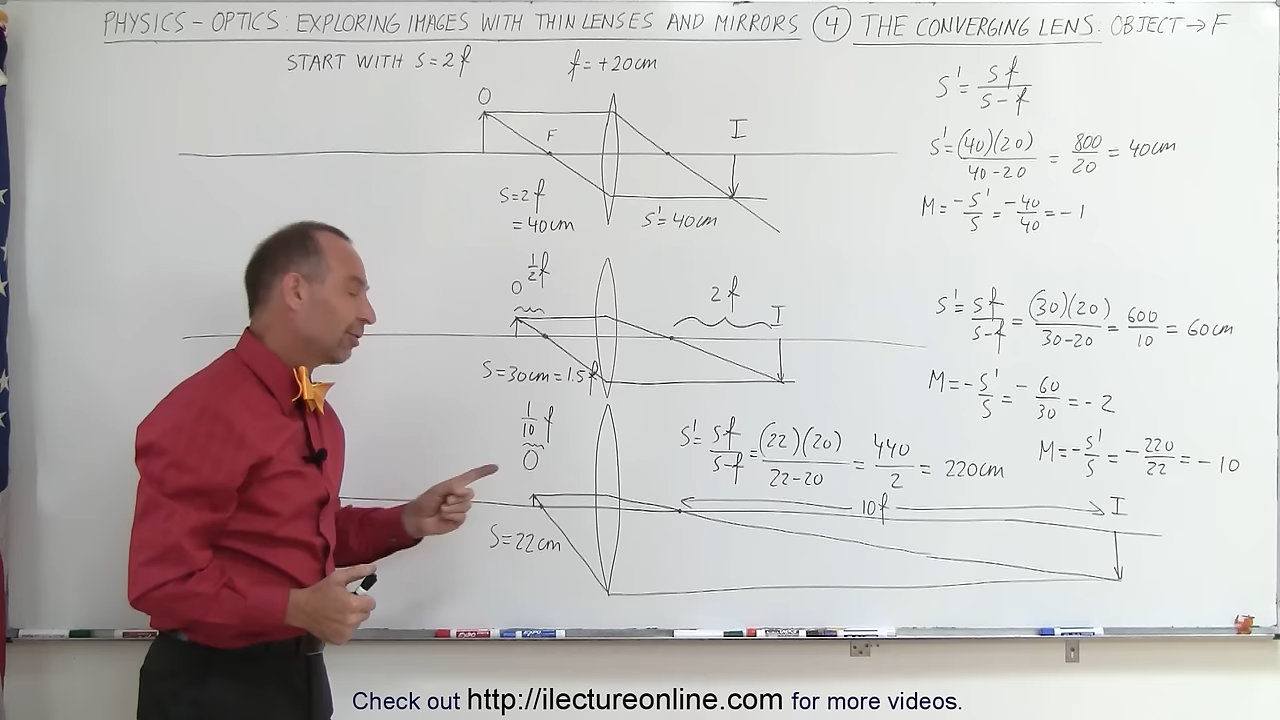 PHYSICS - OPTICS: EXPLORING IMAGES WITH THIN LENSES AND MIRRORS (4) THE CONVERGING LENS: OBJECT → F
START WITH S = 2f
f = +20cm
O
F
I
S = 2f
= 40cm
S' = 40cm
S' = Sf / (S - f)
S' = (40)(20) / (40 - 20) = 800 / 20 = 40cm
M = -S' / S = -40 / 40 = -1
1/2 f
O
2f
I
S = 30cm = 1.5f
S' = Sf / (S - f) = (30)(20) / (30 - 20) = 600 / 10 = 60cm
M = -S' / S = -60 / 30 = -2
1/10 f
O
S' = Sf / (S - f) = (22)(20) / (22 - 20) = 440 / 2 = 220cm
M = -S' / S = -220 / 22 = -10
10f
I
S = 22cm
Check out http://ilectureonline.com for more videos.